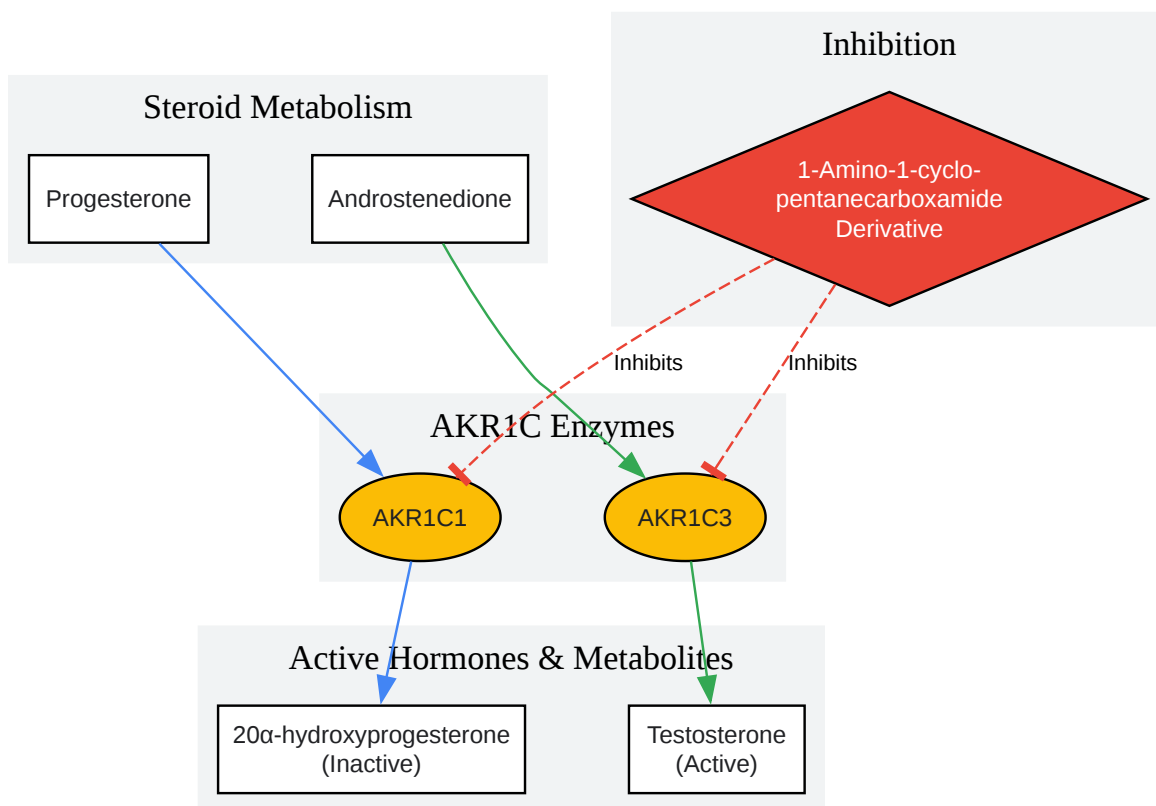 Inhibition
Steroid Metabolism
Progesterone
Androstenedione
1-Amino-1-cyclo-
pentanecarboxamide
Derivative
Inhibits
Inhibits
AKR1C Enzymes
AKR1C1
AKR1C3
Active Hormones & Metabolites
20α-hydroxyprogesterone
(Inactive)
Testosterone
(Active)